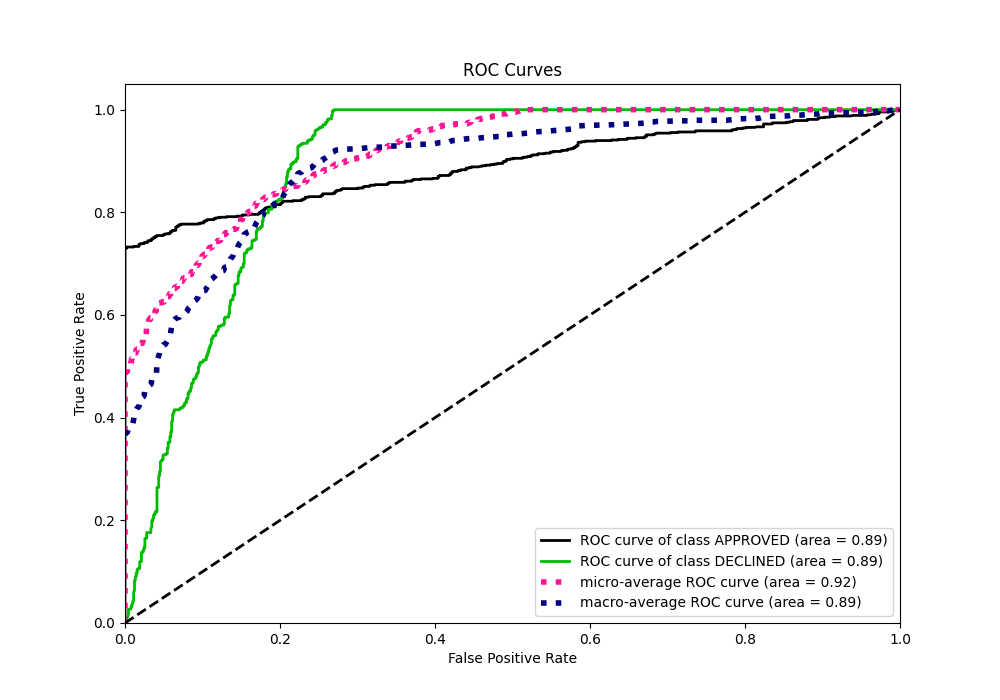 ROC Curves
True Positive Rate
1.0
0.8
0.6
0.4
0.2
0.0
0.0 0.2 0.4 0.6 0.8 1.0
False Positive Rate
ROC curve of class APPROVED (area = 0.89)
ROC curve of class DECLINED (area = 0.89)
micro-average ROC curve (area = 0.92)
macro-average ROC curve (area = 0.89)